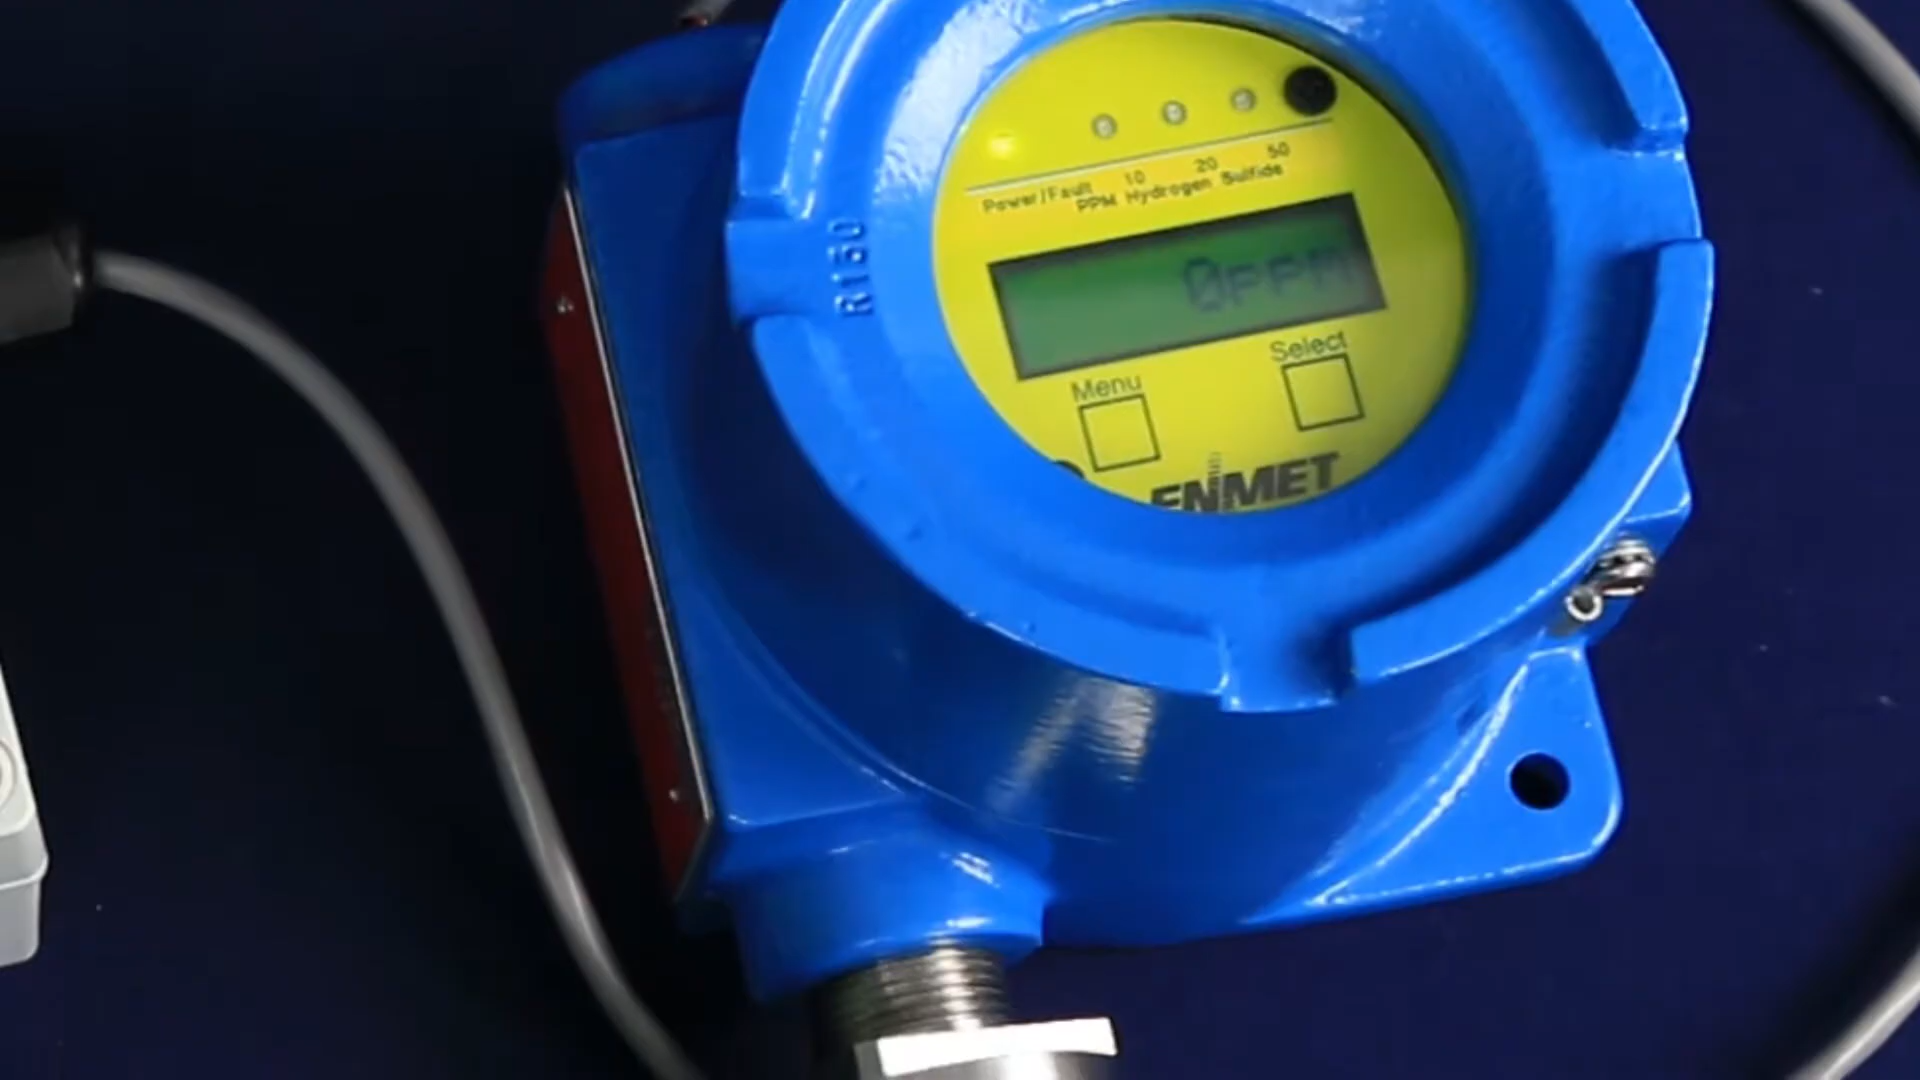 10 20 50
Power/Fault
PPM Hydrogen Sulfide
0PPM
Menu
Select
ENMET
R150